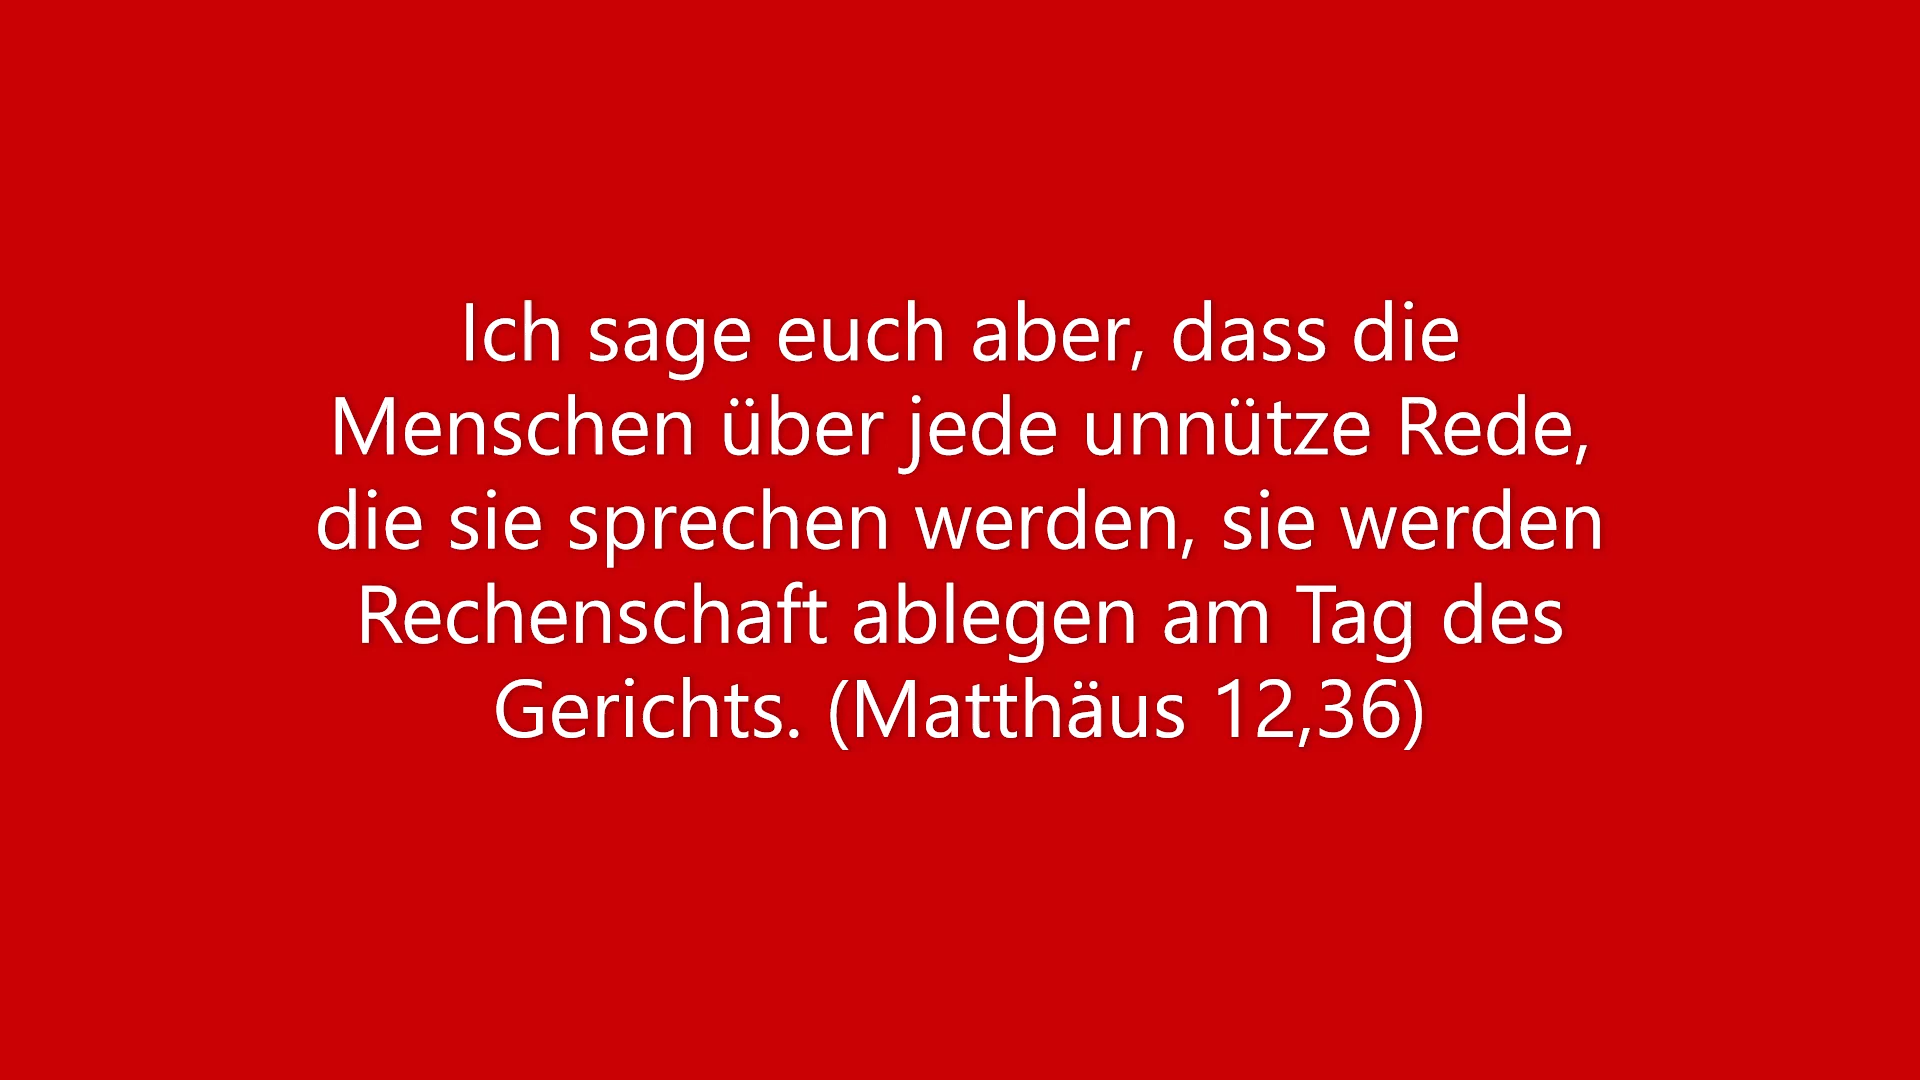 Ich sage euch aber, dass die
Menschen über jede unnütze Rede,
die sie sprechen werden, sie werden
Rechenschaft ablegen am Tag des
Gerichts. (Matthäus 12,36)